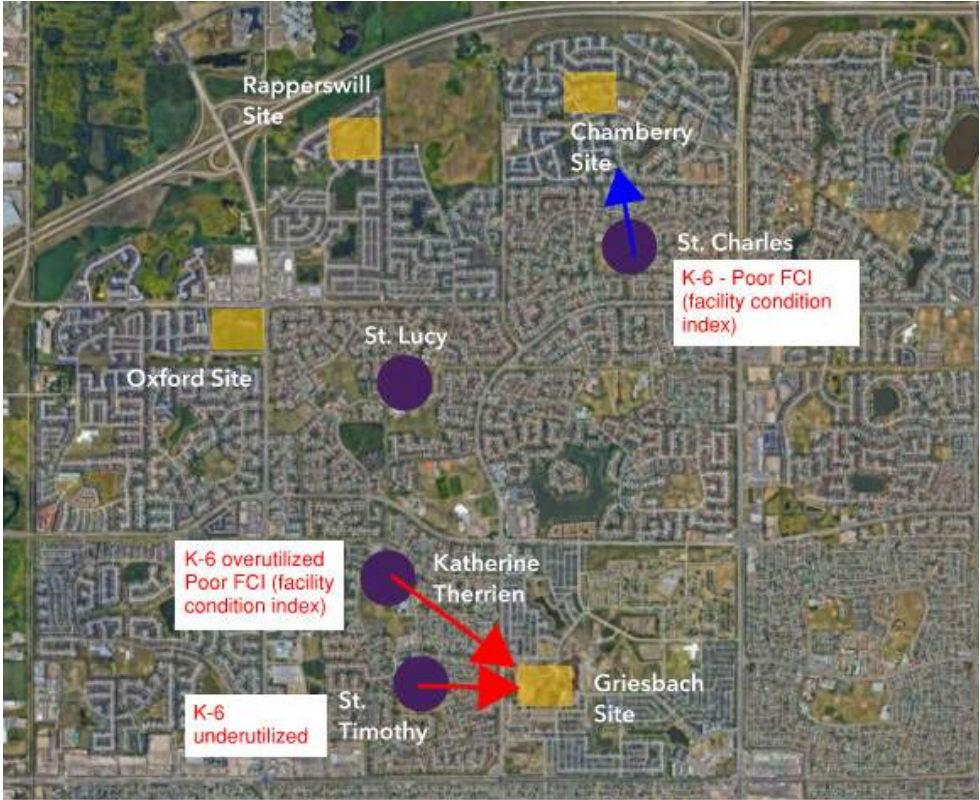 Rapperswill
Site
Chamberry
Site
St. Charles
K-6 - Poor FCI
(facility condition
index)
St. Lucy
Oxford Site
K-6 overutilized
Poor FCI (facility
condition index)
Katherine
Therrien
Griesbach
Site
St.
Timothy
K-6
underutilized